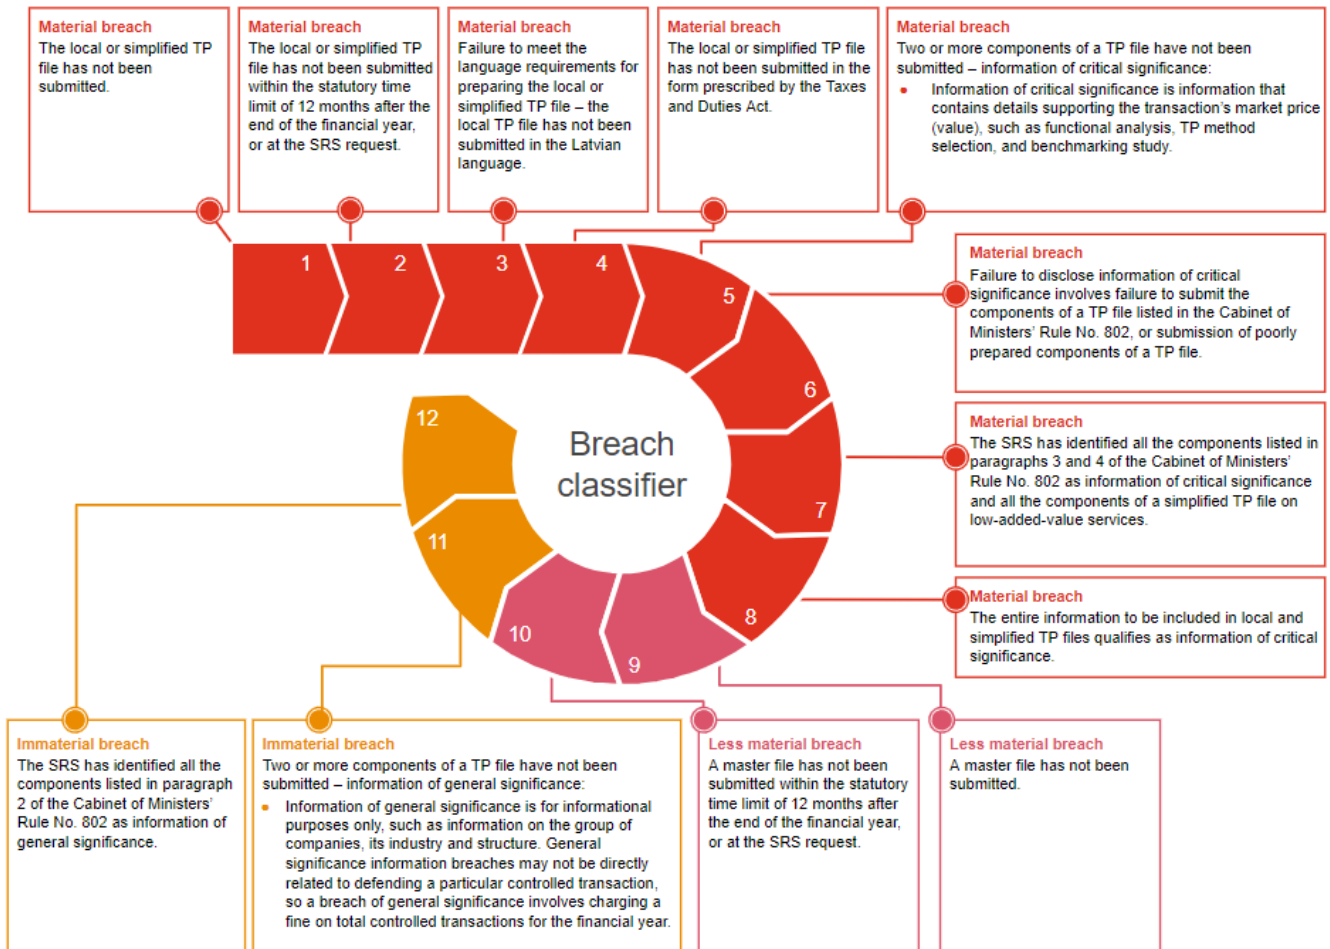 Material breach
The local or simplified TP
file has not been
submitted.
Material breach
The local or simplified TP
file has not been submitted
within the statutory time
limit of 12 months after the
end of the financial year,
or at the SRS request.
Material breach
Failure to meet the
language requirements for
preparing the local or
simplified TP file – the
local TP file has not been
submitted in the Latvian
language.
Material breach
The local or simplified TP file
has not been submitted in the
form prescribed by the Taxes
and Duties Act.
Material breach
Two or more components of a TP file have not been
submitted – information of critical significance:
• Information of critical significance is information that
contains details supporting the transaction's market price
(value), such as functional analysis, TP method
selection, and benchmarking study.
1
2
3
4
5
6
7
8
9
10
11
12
Breach
classifier
Material breach
Failure to disclose information of critical
significance involves failure to submit the
components of a TP file listed in the Cabinet of
Ministers' Rule No. 802, or submission of poorly
prepared components of a TP file.
Material breach
The SRS has identified all the components listed in
paragraphs 3 and 4 of the Cabinet of Ministers'
Rule No. 802 as information of critical significance
and all the components of a simplified TP file on
low-added-value services.
Material breach
The entire information to be included in local and
simplified TP files qualifies as information of critical
significance.
Immaterial breach
The SRS has identified all the
components listed in paragraph
2 of the Cabinet of Ministers'
Rule No. 802 as information of
general significance.
Immaterial breach
Two or more components of a TP file have not been
submitted – information of general significance:
• Information of general significance is for informational
purposes only, such as information on the group of
companies, its industry and structure. General
significance information breaches may not be directly
related to defending a particular controlled transaction,
so a breach of general significance involves charging a
fine on total controlled transactions for the financial year.
Less material breach
A master file has not been
submitted within the statutory
time limit of 12 months after
the end of the financial year,
or at the SRS request.
Less material breach
A master file has not been
submitted.